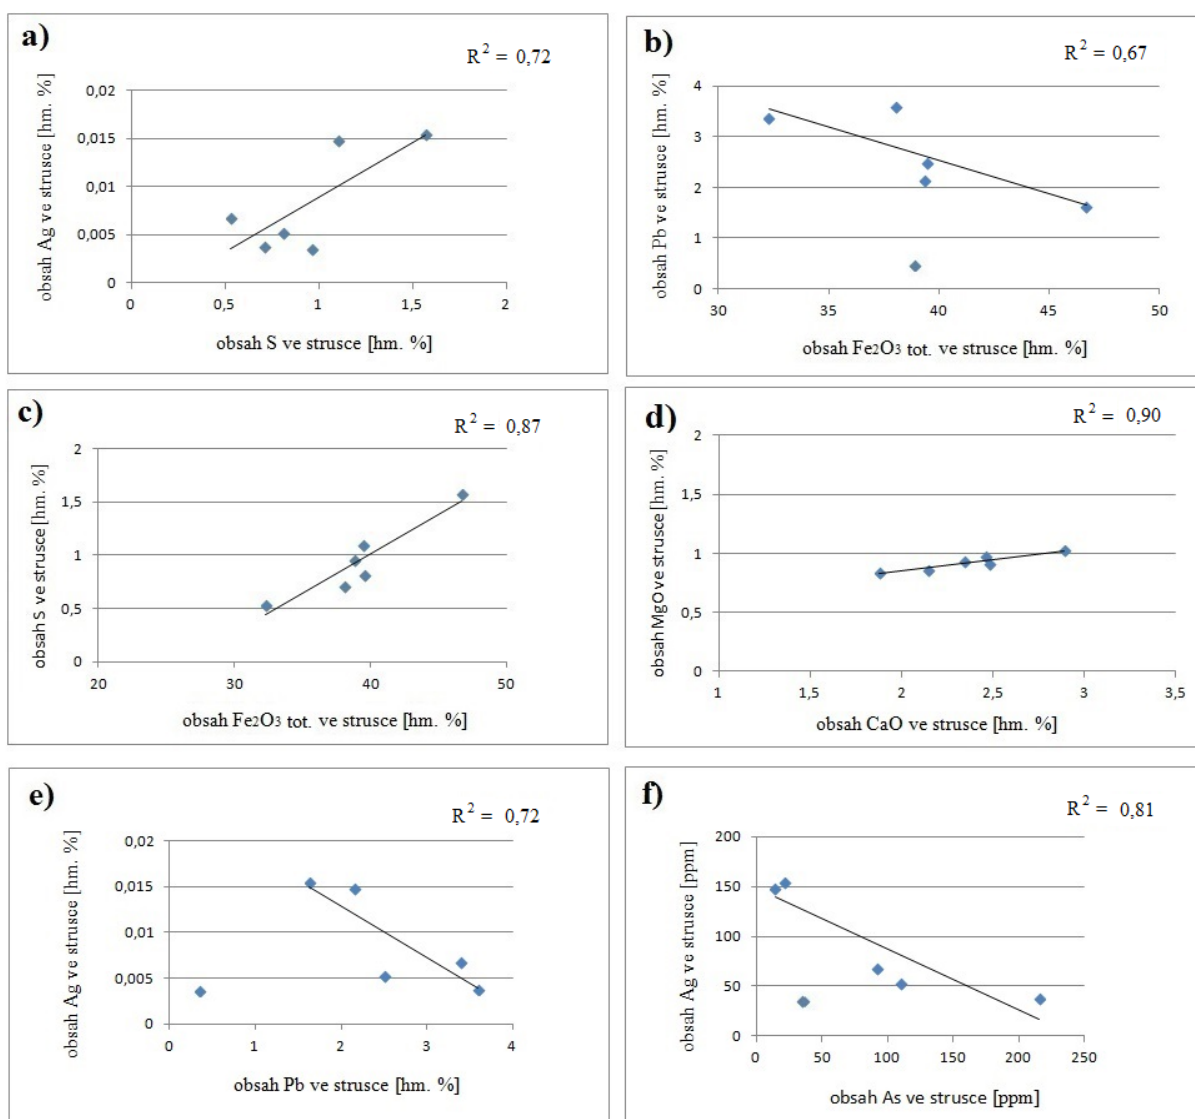 a)
R² = 0,72
obsah Ag ve strusce [hm. %]
0,02
0,015
0,01
0,005
0
0 0,5 1 1,5 2
obsah S ve strusce [hm. %]
b)
R² = 0,67
obsah Pb ve strusce [hm. %]
4
3
2
1
0
30 35 40 45 50
obsah Fe₂O₃ tot. ve strusce [hm. %]
c)
R² = 0,87
obsah S ve strusce [hm. %]
2
1,5
1
0,5
0
20 30 40 50
obsah Fe₂O₃ tot. ve strusce [hm. %]
d)
R² = 0,90
obsah MgO ve strusce [hm. %]
2
1,5
1
0,5
0
1 1,5 2 2,5 3 3,5
obsah CaO ve strusce [hm. %]
e)
R² = 0,72
obsah Ag ve strusce [hm. %]
0,02
0,015
0,01
0,005
0
0 1 2 3 4
obsah Pb ve strusce [hm. %]
f)
R² = 0,81
obsah Ag ve strusce [ppm]
200
150
100
50
0
0 50 100 150 200 250
obsah As ve strusce [ppm]